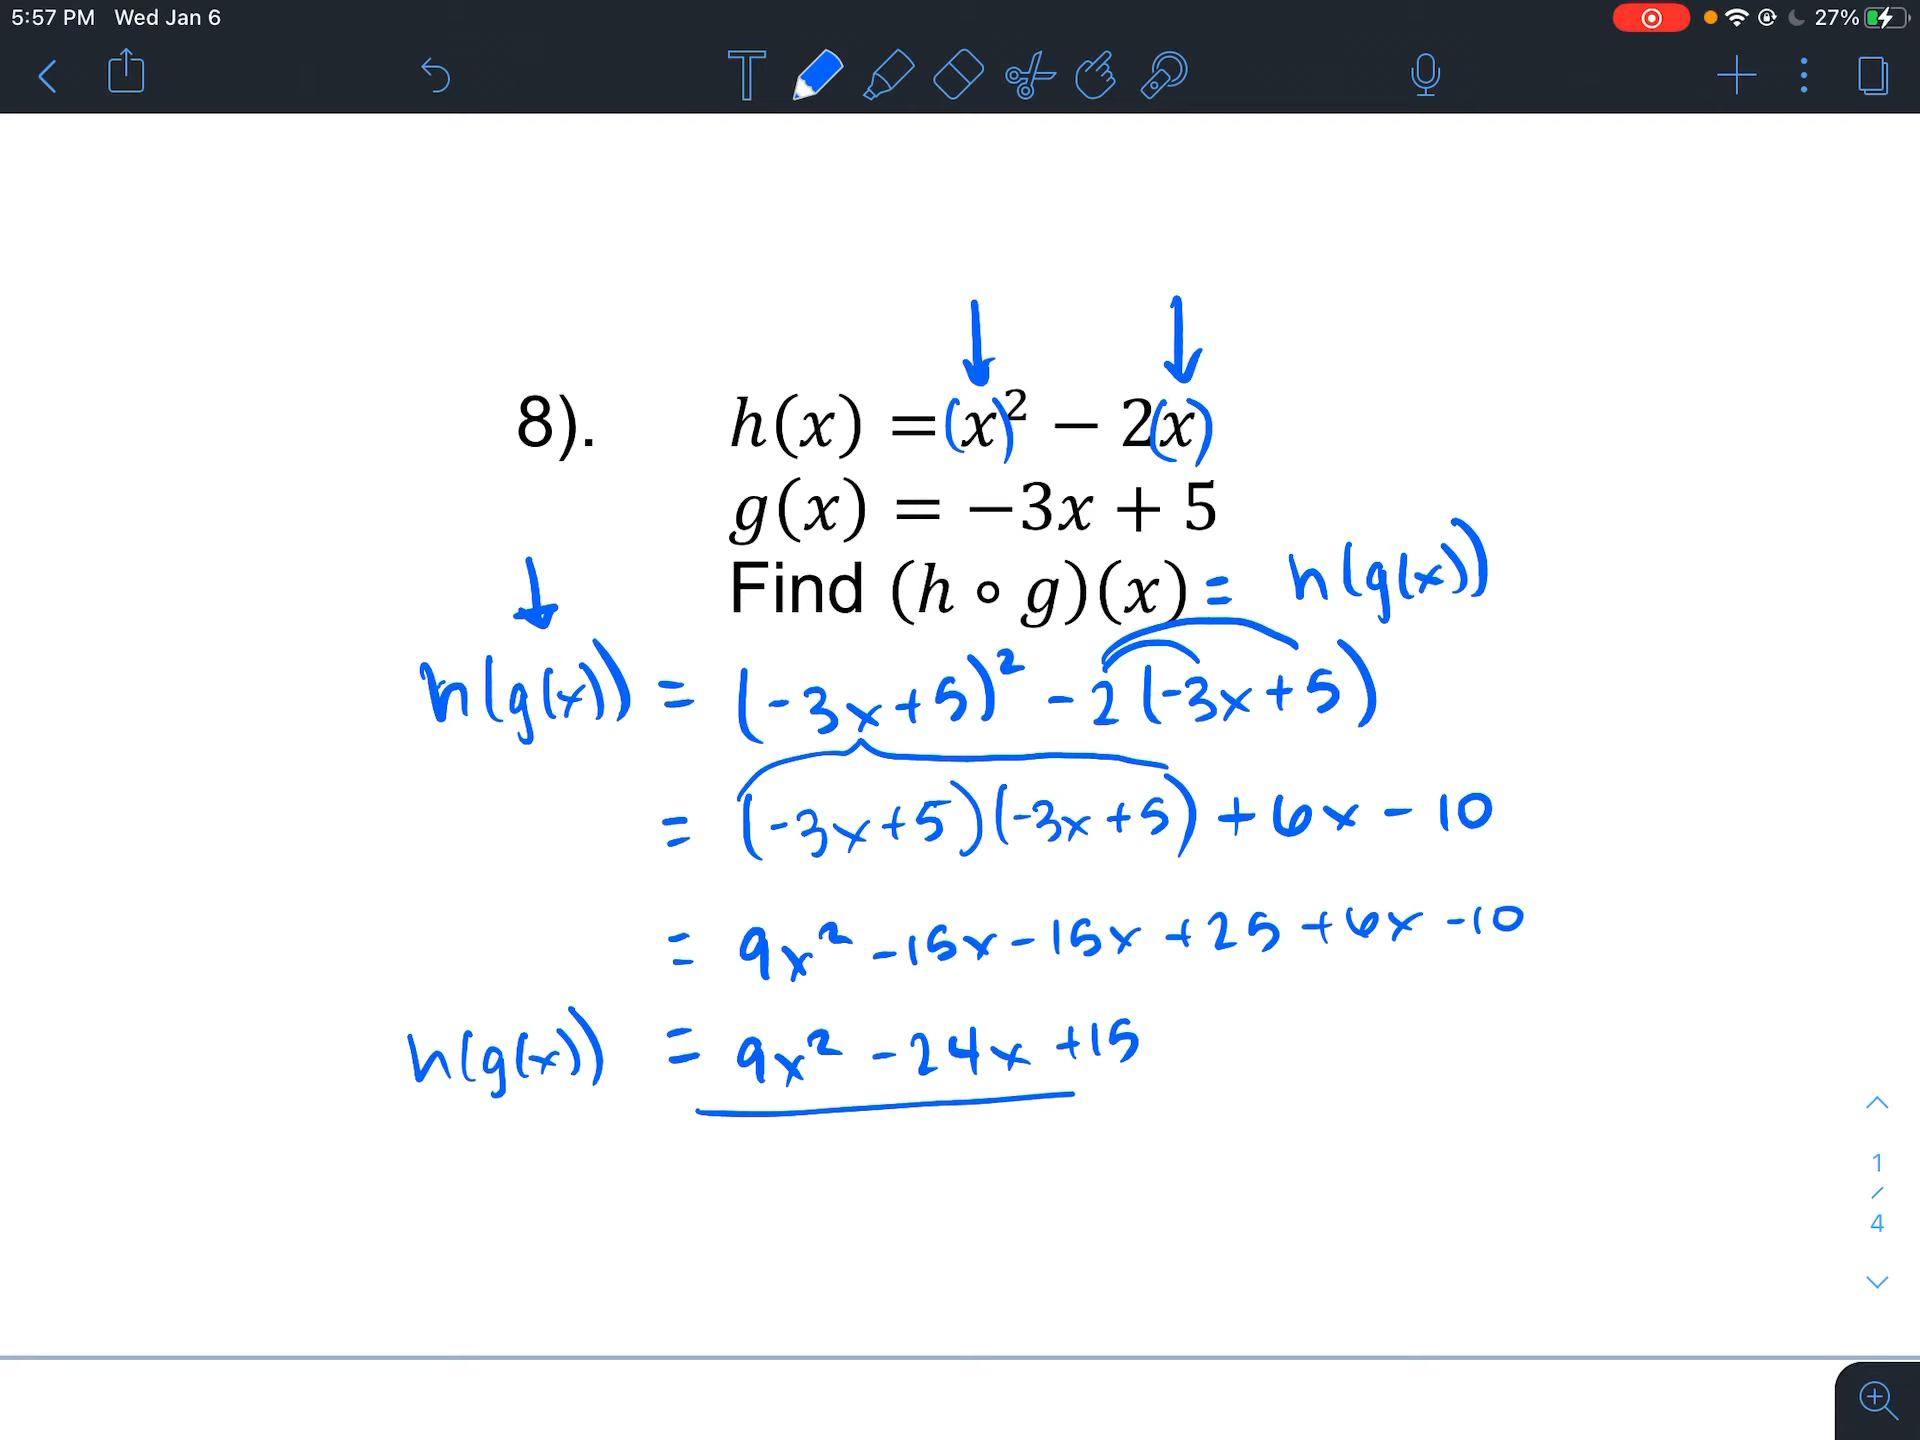 5:57 PM Wed Jan 6 27%
T
8). h(x) = (x)² − 2(x)
g(x) = −3x + 5
Find (h ∘ g)(x) = h(g(x))
h(g(x)) = (-3x+5)² - 2(-3x+5)
= (-3x+5)(-3x+5) + 6x - 10
= 9x² - 15x - 15x + 25 + 6x - 10
h(g(x)) = 9x² - 24x + 15
1
/
4